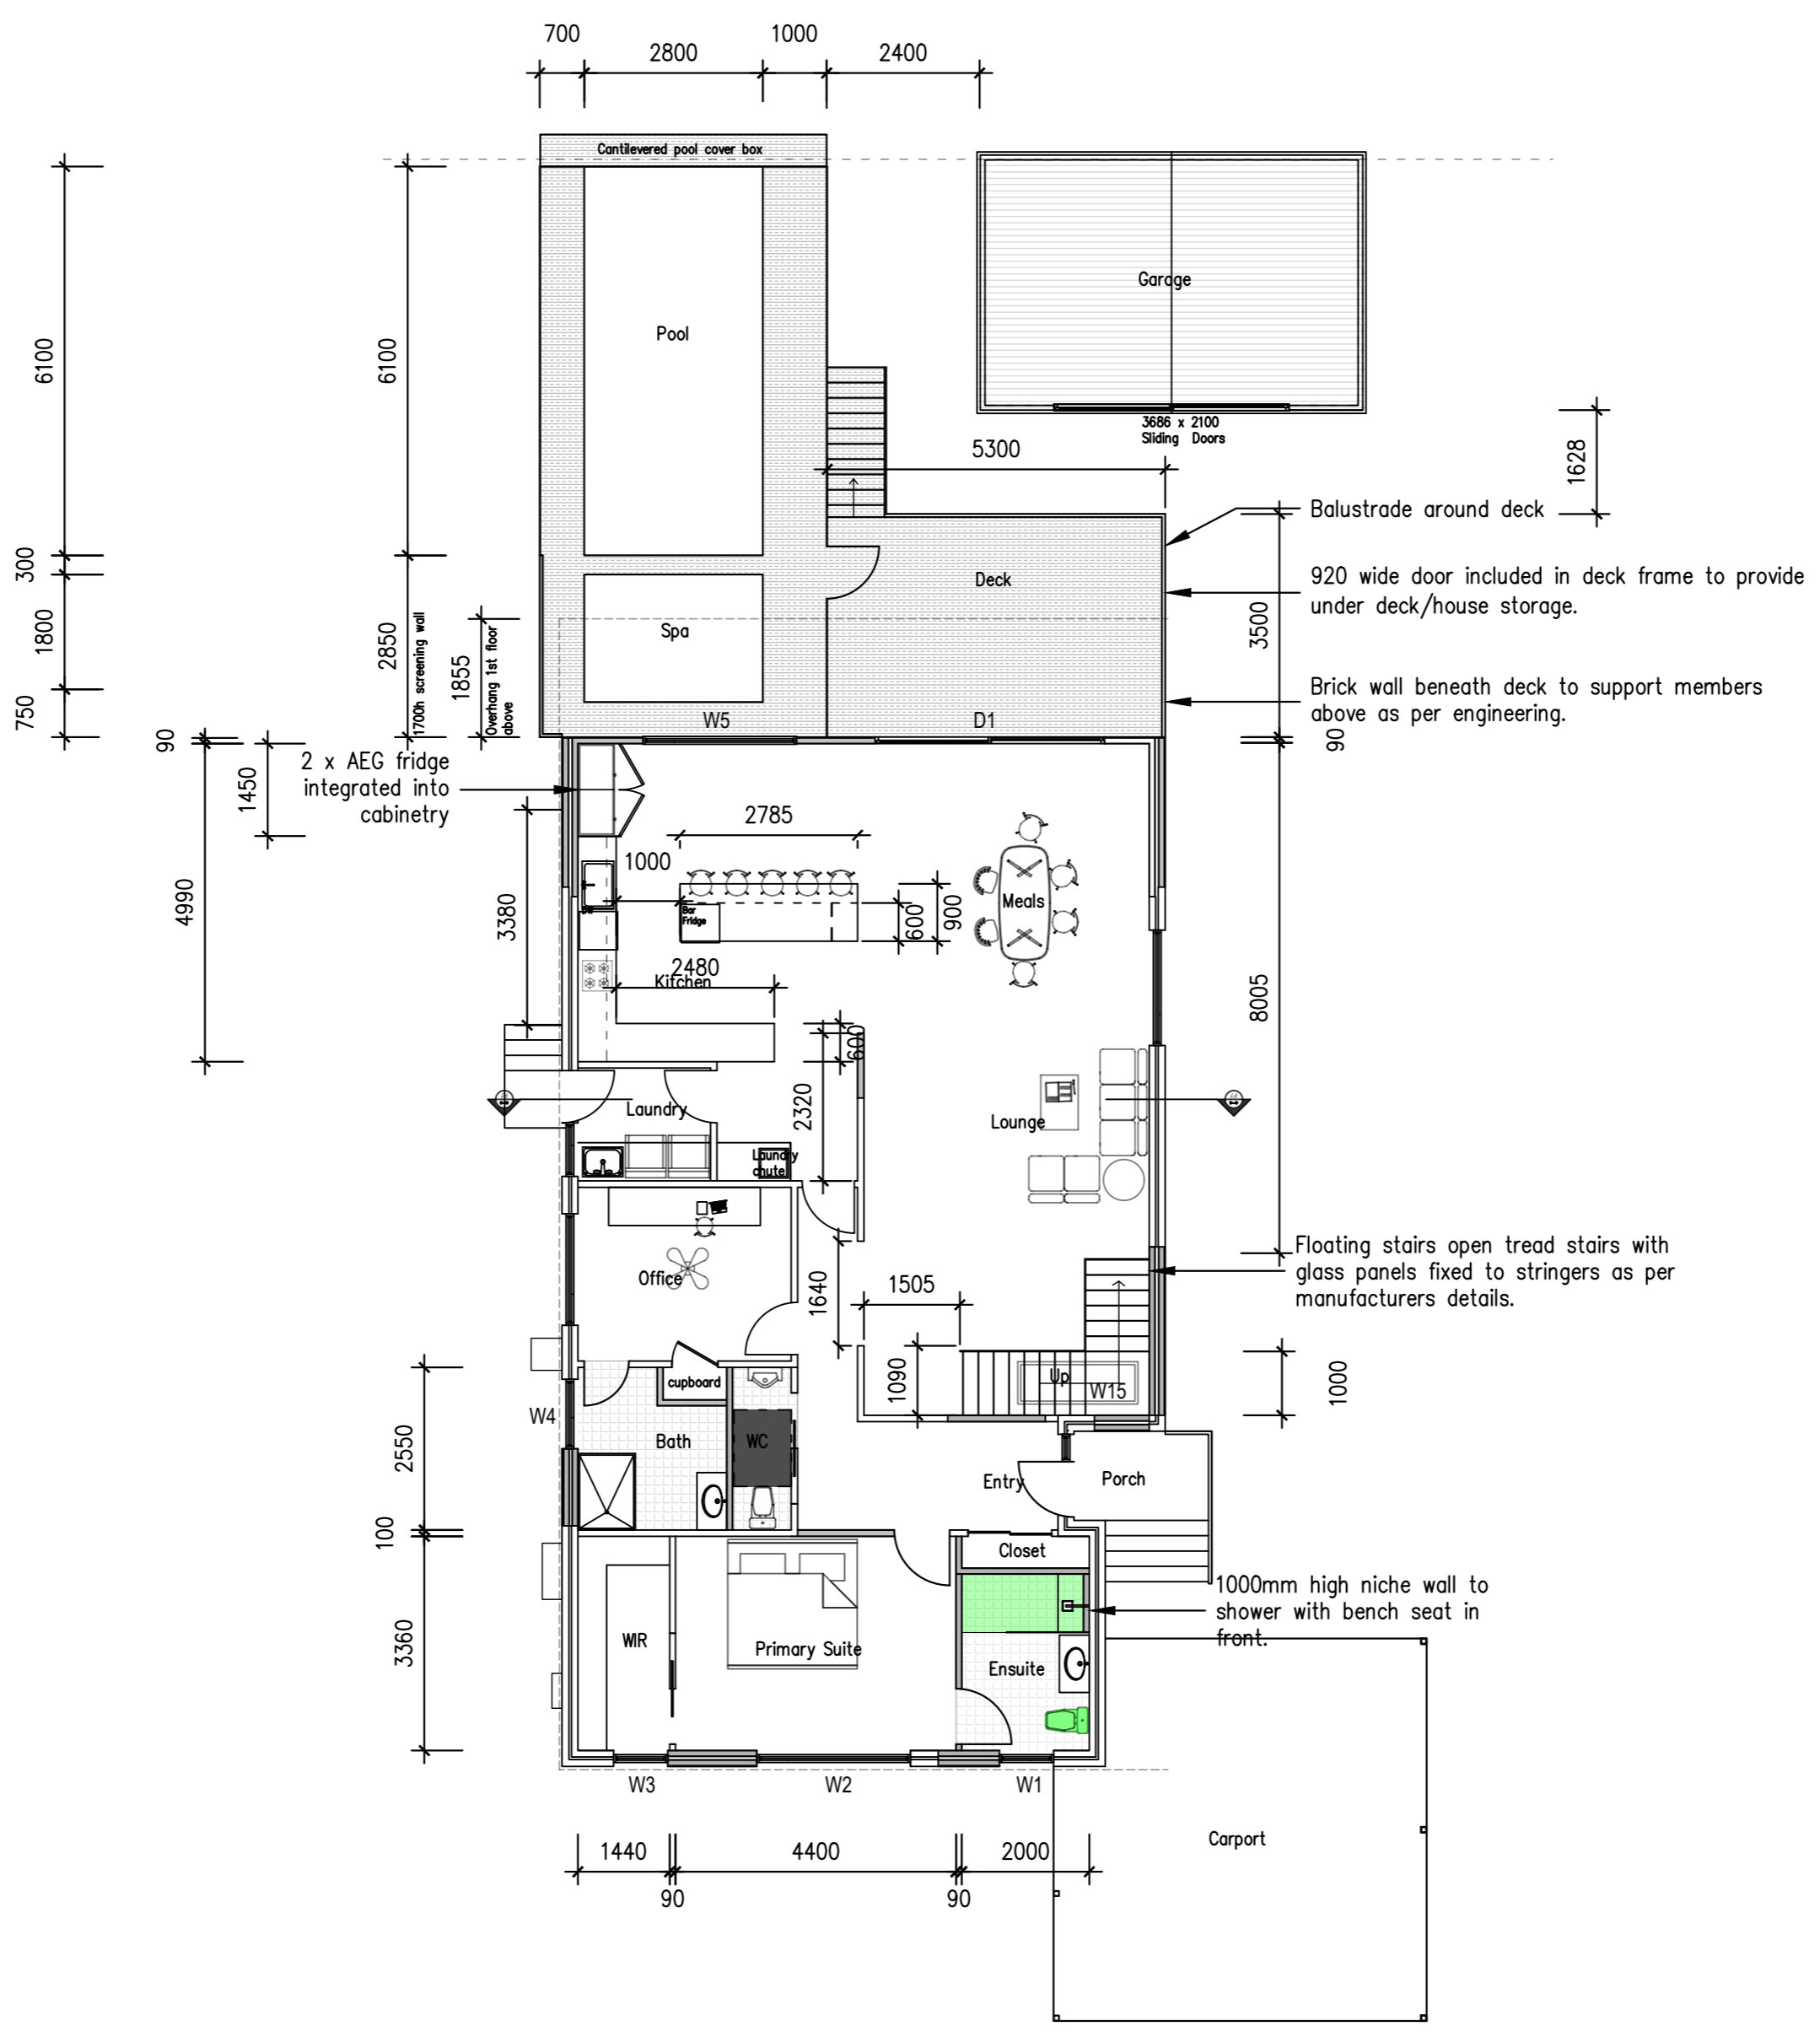 700
2800
1000
2400
Cantilevered pool cover box
6100
6100
Pool
Garage
3686 x 2100
Sliding Doors
5300
1628
Balustrade around deck
300
1800
750
2850
1700h screening wall
1855
Overhang 1st floor
above
Spa
Deck
3500
920 wide door included in deck frame to provide
under deck/house storage.
Brick wall beneath deck to support members
above as per engineering.
W5
D1
90
90
2 x AEG fridge
integrated into
cabinetry
1450
4990
3380
2785
1000
Bar
Fridge
600
900
Meals
2480
Kitchen
8005
600
2320
Laundry
Laundry
chute
Lounge
Office
1640
1505
Floating stairs open tread stairs with
glass panels fixed to stringers as per
manufacturers details.
1090
Up
W15
1000
cupboard
W4
Bath
WC
2550
Entry
Porch
100
Closet
1000mm high niche wall to
shower with bench seat in
front.
3360
WIR
Primary Suite
Ensuite
W3
W2
W1
Carport
1440
4400
2000
90
90